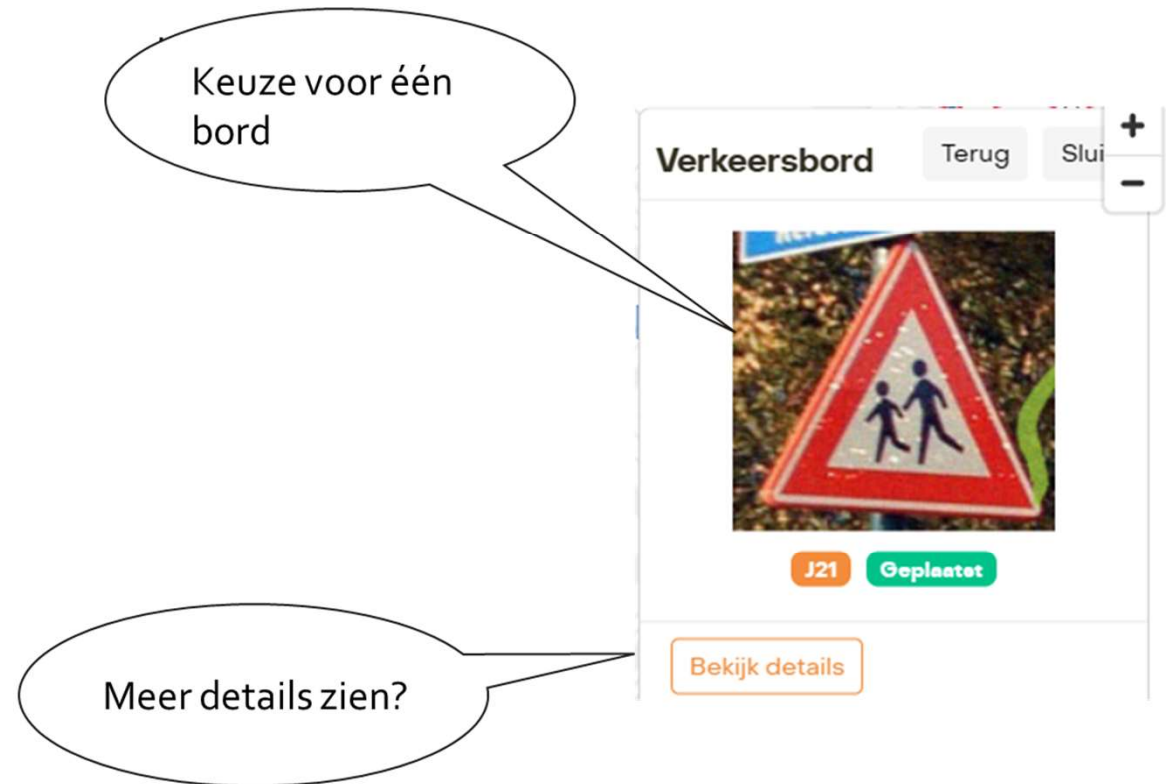 Keuze voor één
bord
Verkeersbord
Terug
+
−
J21
Geplaatst
Bekijk details
Meer details zien?